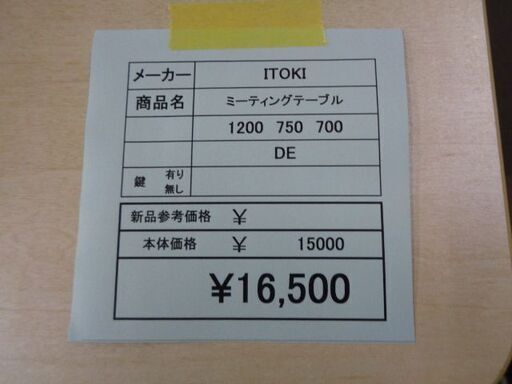 メーカー ITOKI
商品名 ミーティングテーブル
1200 750 700
DE
鍵 有り 無し
新品参考価格 ¥
本体価格 ¥ 15000
¥16,500